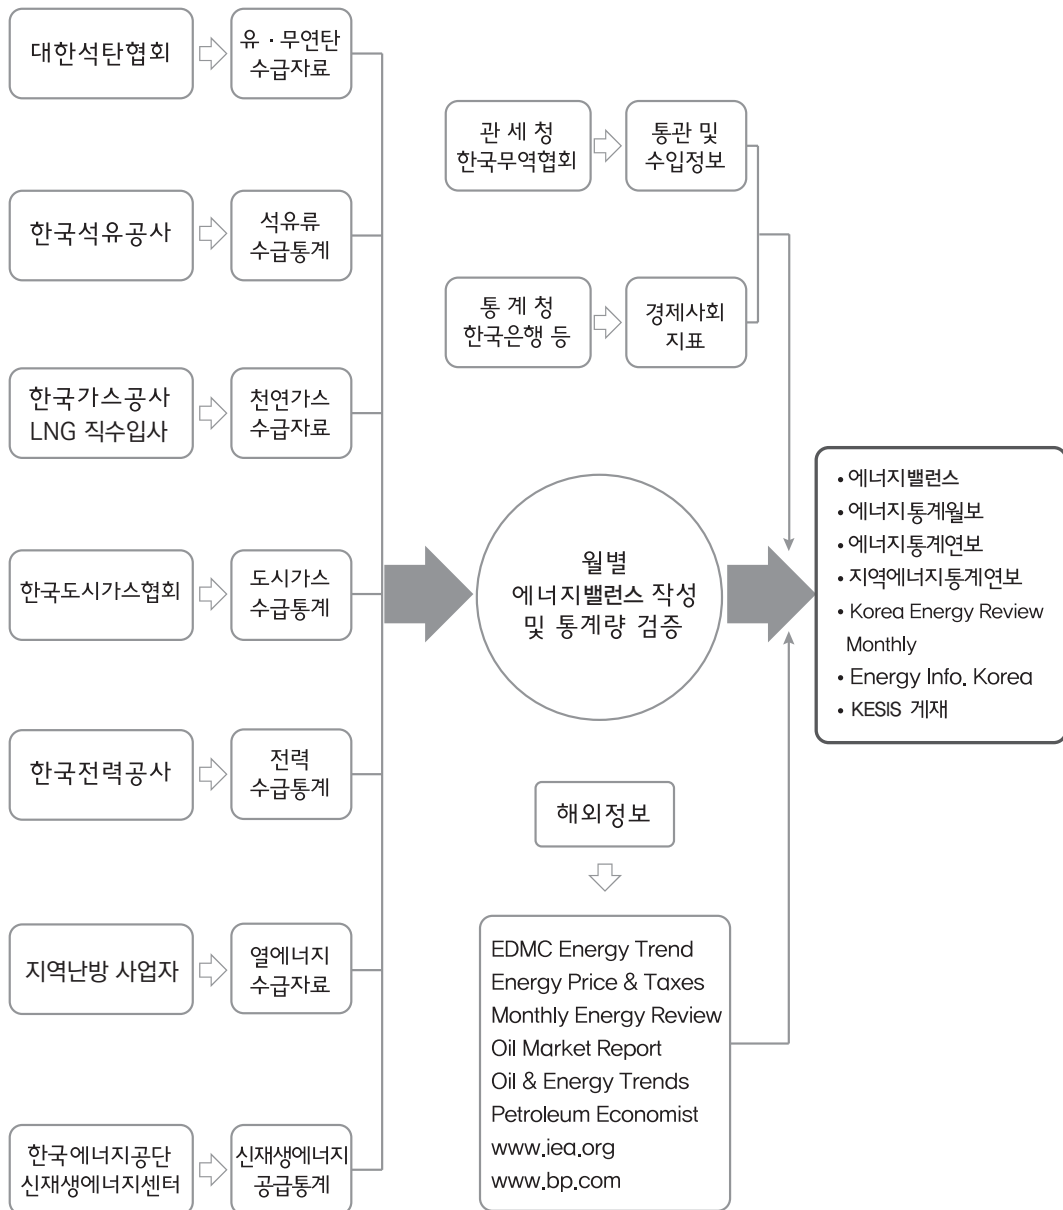 대한석탄협회
유 · 무연탄
수급자료
한국석유공사
석유류
수급통계
한국가스공사
LNG 직수입사
천연가스
수급자료
한국도시가스협회
도시가스
수급통계
한국전력공사
전력
수급통계
지역난방 사업자
열에너지
수급자료
한국에너지공단
신재생에너지센터
신재생에너지
공급통계
관 세 청
한국무역협회
통관 및
수입정보
통 계 청
한국은행 등
경제사회
지표
월별
에너지밸런스 작성
및 통계량 검증
해외정보
EDMC Energy Trend
Energy Price & Taxes
Monthly Energy Review
Oil Market Report
Oil & Energy Trends
Petroleum Economist
www.iea.org
www.bp.com
• 에너지밸런스
• 에너지통계월보
• 에너지통계연보
• 지역에너지통계연보
• Korea Energy Review
Monthly
• Energy Info. Korea
• KESIS 게재